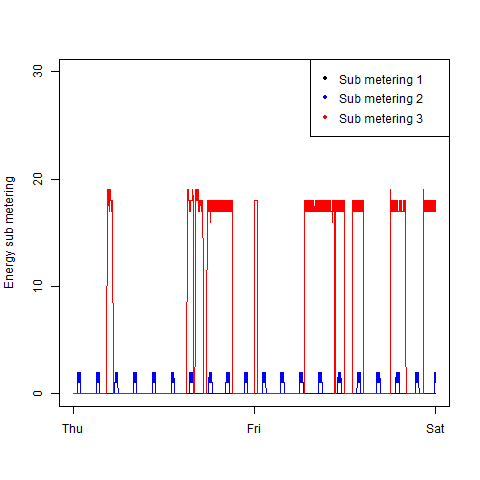 30
Sub metering 1
Sub metering 2
Sub metering 3
20
Energy sub metering
10
0
Thu
Fri
Sat